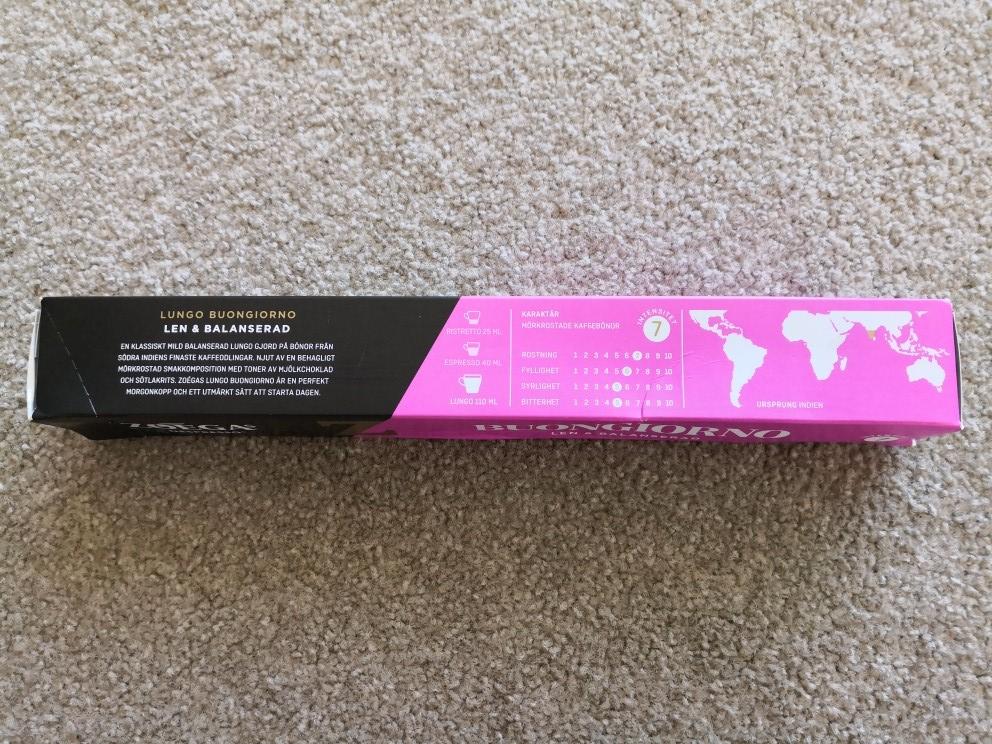 LUNGO BUONGIORNO
LEN & BALANSERAD
EN KLASSISKT MILD BALANSERAD LUNGO GJORD PÅ BÖNOR FRÅN
SÖDRA INDIENS FINASTE KAFFEODLINGAR. NJUT AV EN BEHAGLIGT
MÖRKROSTAD SMAKKOMPOSITION MED TONER AV MJÖLKCHOKLAD
OCH SÖTLAKRITS. ZOÉGAS LUNGO BUONGIORNO ÄR EN PERFEKT
MORGONKOPP OCH ETT UTMÄRKT SÄTT ATT STARTA DAGEN.
RISTRETTO 25 ML
ESPRESSO 40 ML
LUNGO 110 ML
KARAKTÄR
MÖRKROSTADE KAFFEBÖNOR
INTENSITET
7
ROSTNING 1 2 3 4 5 6 7 8 9 10
FYLLIGHET 1 2 3 4 5 6 7 8 9 10
SYRLIGHET 1 2 3 4 5 6 7 8 9 10
BITTERHET 1 2 3 4 5 6 7 8 9 10
URSPRUNG INDIEN
ZOÉGAS
BUONGIORNO
LEN & BALANSERAD